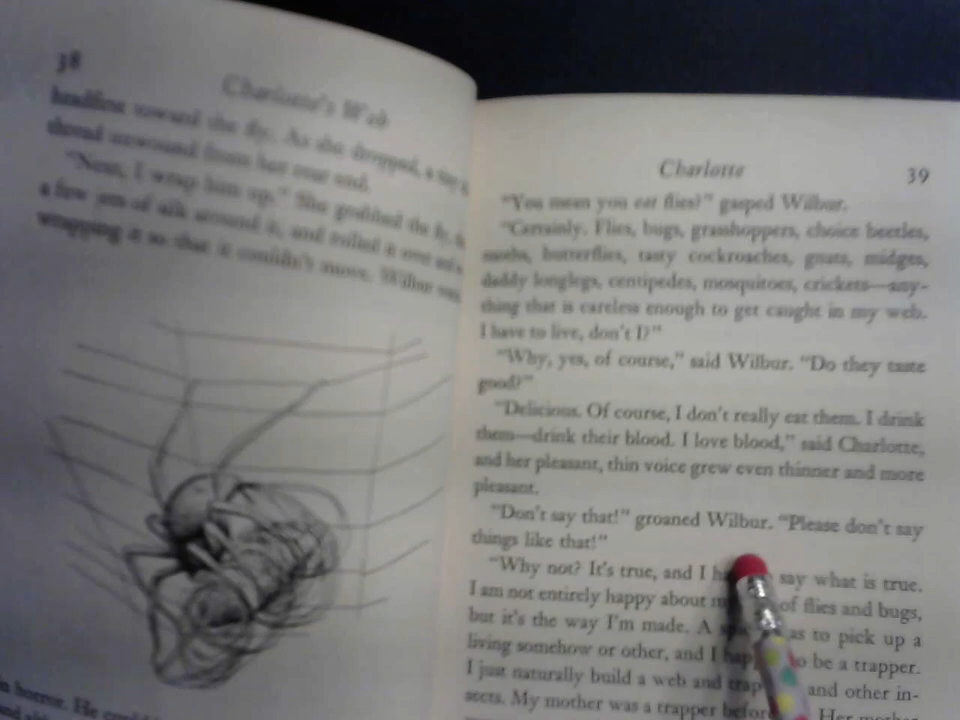 38
Charlotte's Web
headfirst toward the fly. As she dropped, a tiny
thread unwound from her rear end.
"Next, I wrap him up." She grabbed the fly,
a few jets of silk around it, and rolled it over and
wrapping it so that it couldn't move. Wilbur
in horror. He could
Charlotte
39
"You mean you eat flies?" gasped Wilbur.
"Certainly. Flies, bugs, grasshoppers, choice beetles,
moths, butterflies, tasty cockroaches, gnats, midges,
daddy longlegs, centipedes, mosquitoes, crickets—any-
thing that is careless enough to get caught in my web.
I have to live, don't I?"
"Why, yes, of course," said Wilbur. "Do they taste
good?"
"Delicious. Of course, I don't really eat them. I drink
them—drink their blood. I love blood," said Charlotte,
and her pleasant, thin voice grew even thinner and more
pleasant.
"Don't say that!" groaned Wilbur. "Please don't say
things like that!"
"Why not? It's true, and I say what is true.
I am not entirely happy about of flies and bugs,
but it's the way I'm made. A as to pick up a
living somehow or other, and I to be a trapper.
I just naturally build a web and trap and other in-
sects. My mother was a trapper before Her mother